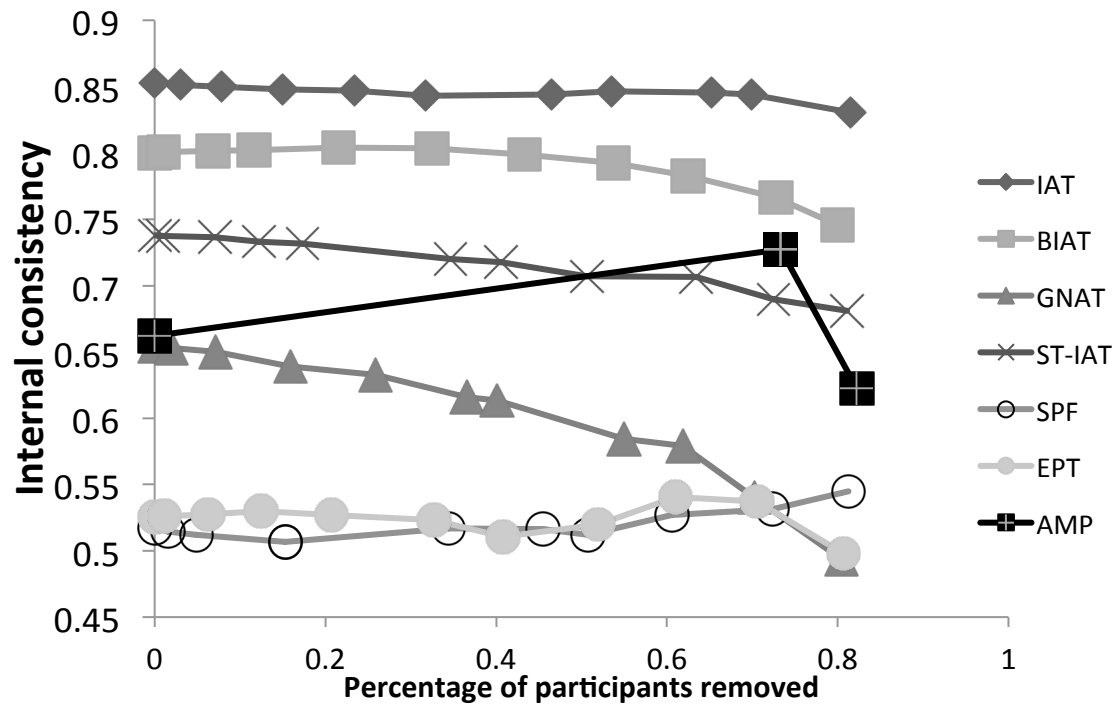 Internal consistency
0.9
0.85
0.8
0.75
0.7
0.65
0.6
0.55
0.5
0.45
0
0.2
0.4
0.6
0.8
1
Percentage of participants removed
IAT
BIAT
GNAT
ST-IAT
SPF
EPT
AMP